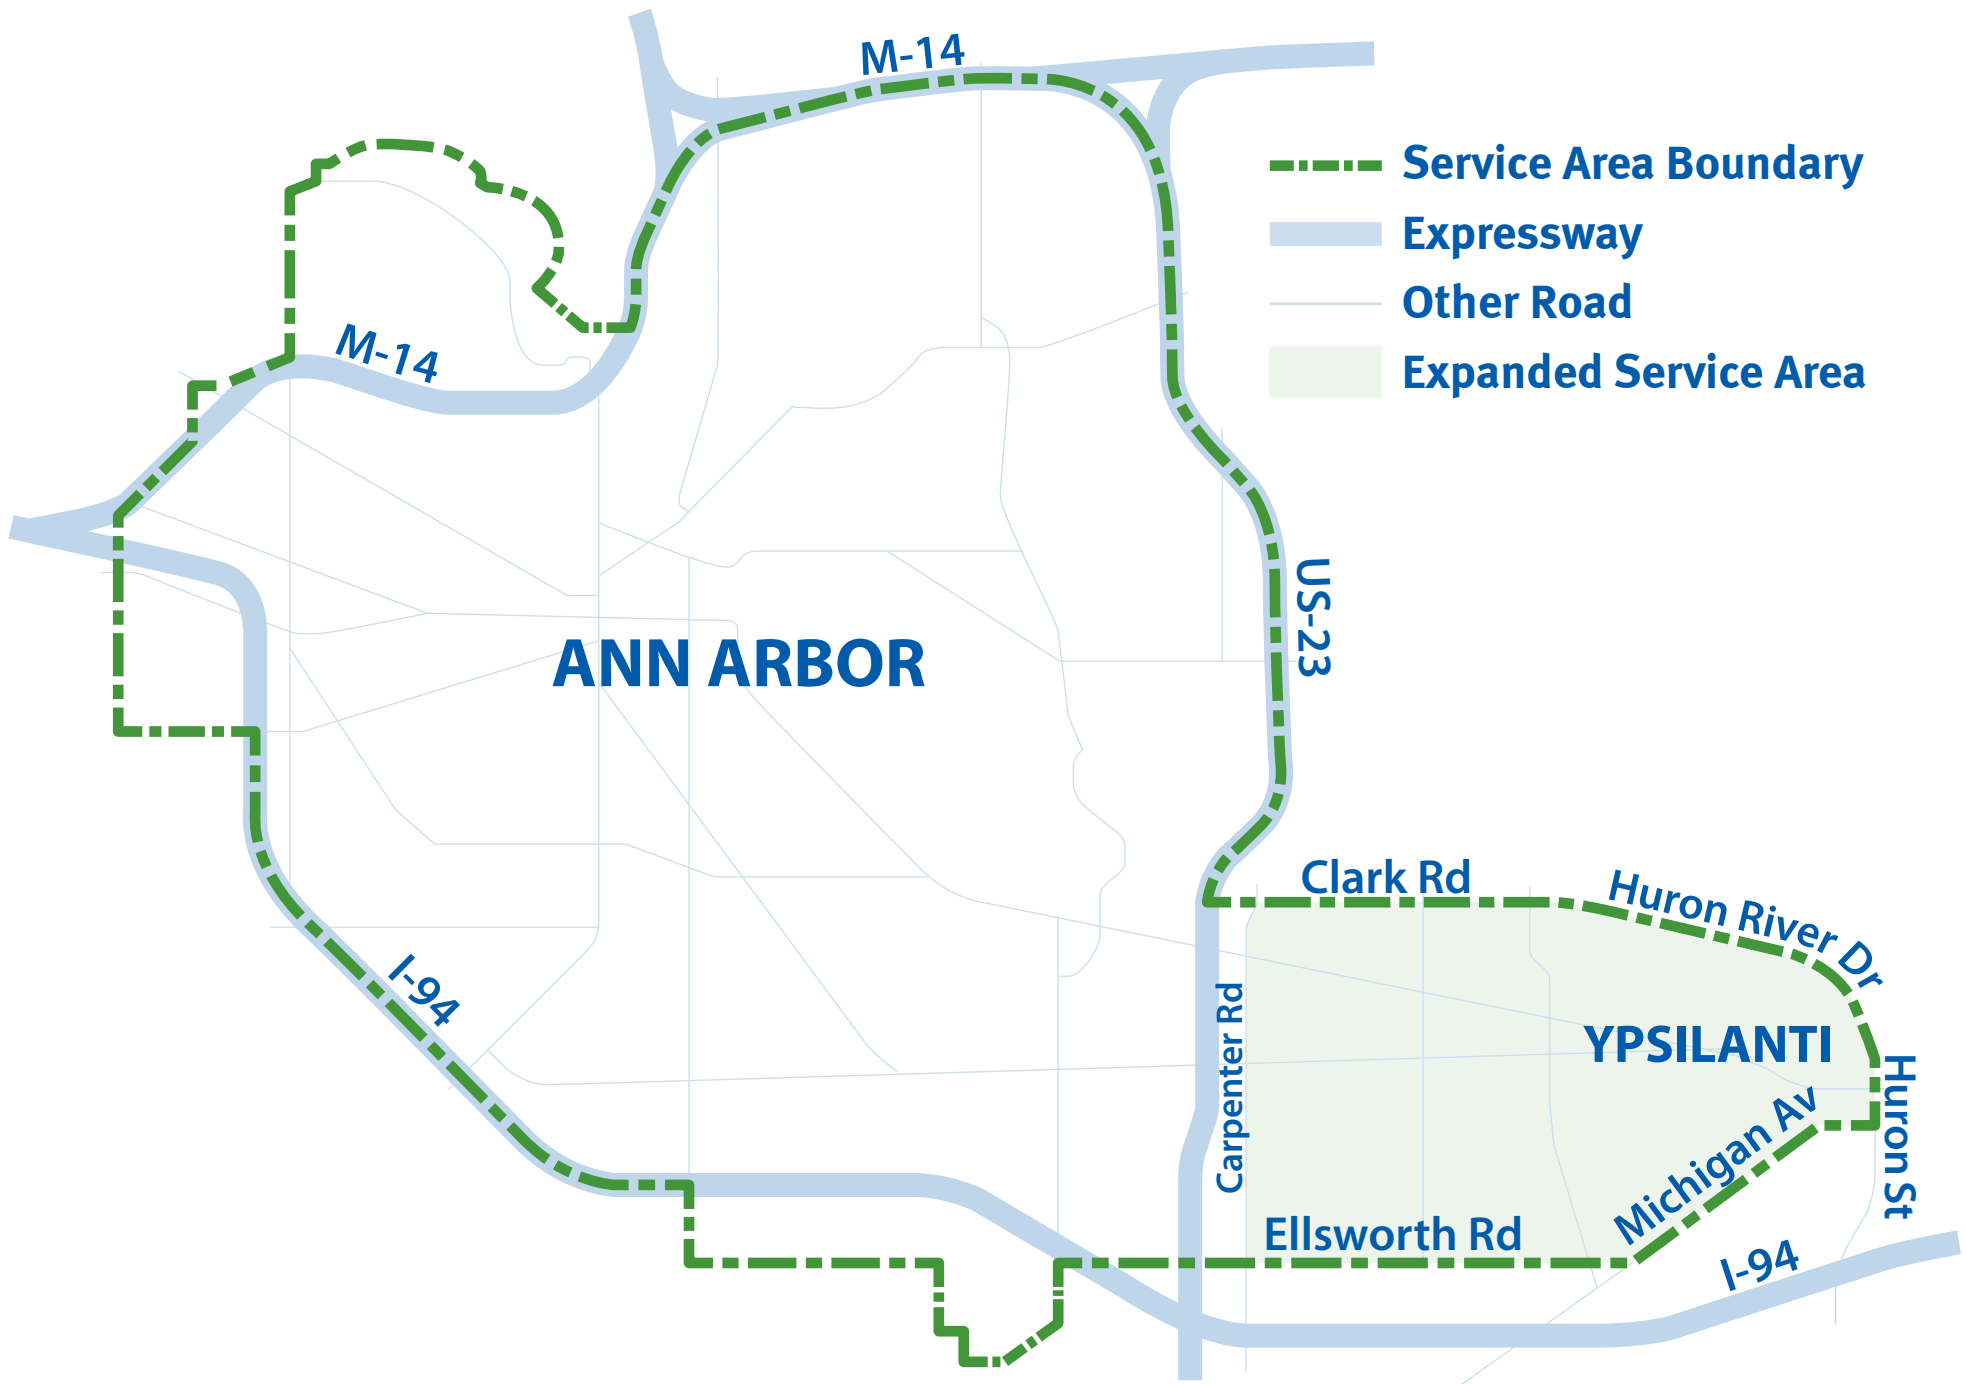 M-14
Service Area Boundary
Expressway
Other Road
Expanded Service Area
M-14
US-23
ANN ARBOR
Clark Rd
Huron River Dr
I-94
Carpenter Rd
YPSILANTI
Huron St
Michigan Av
Ellsworth Rd
I-94